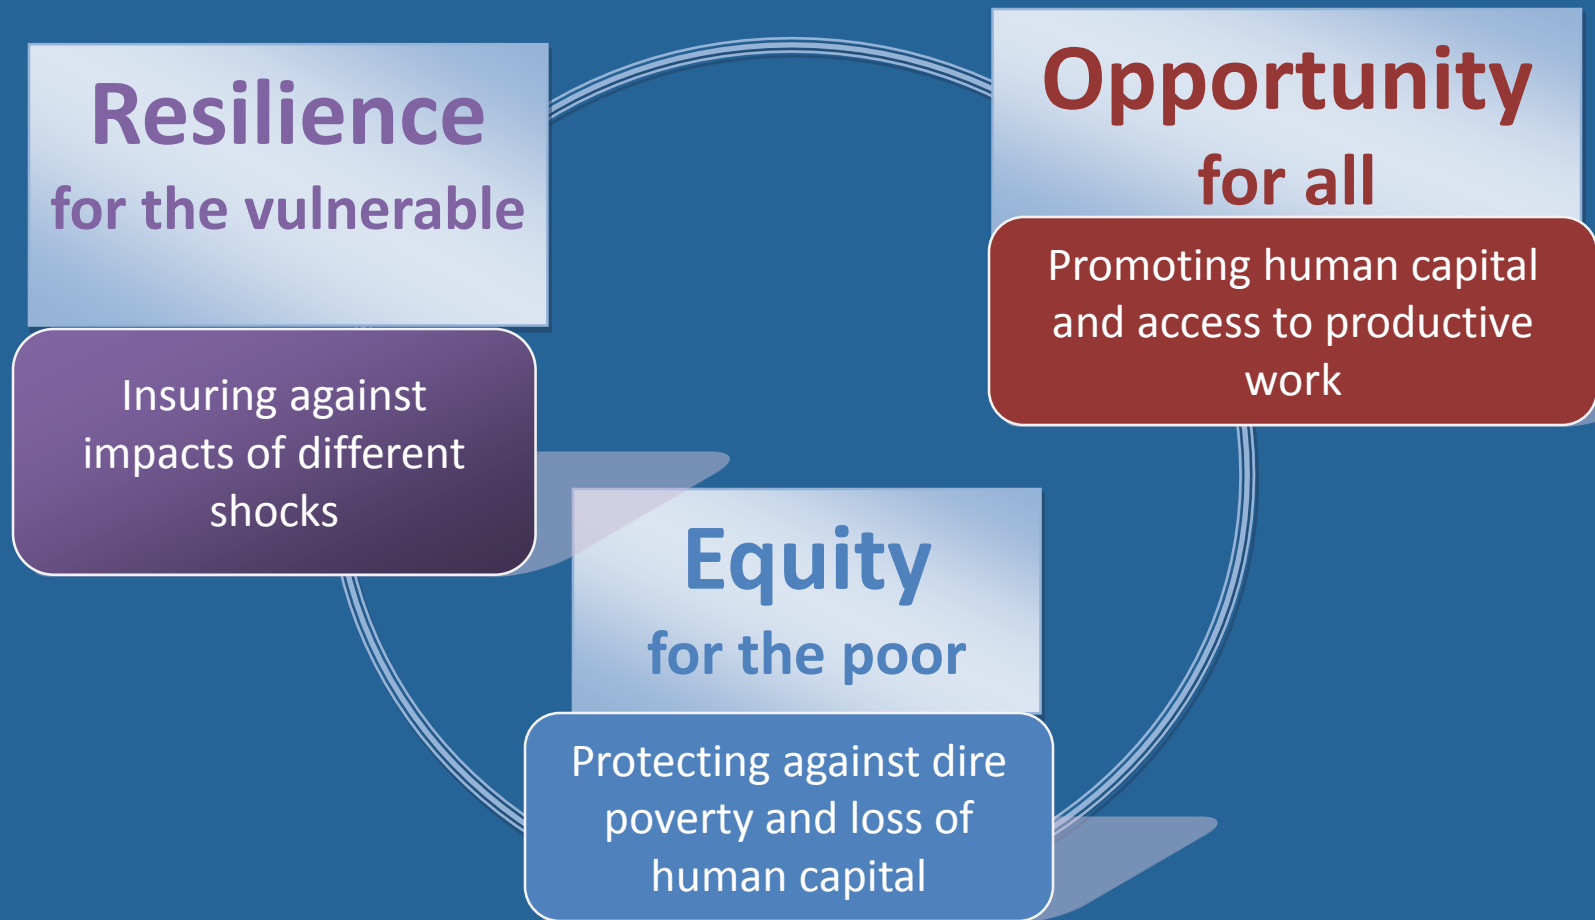 Resilience
for the vulnerable
Insuring against
impacts of different
shocks
Opportunity
for all
Promoting human capital
and access to productive
work
Equity
for the poor
Protecting against dire
poverty and loss of
human capital